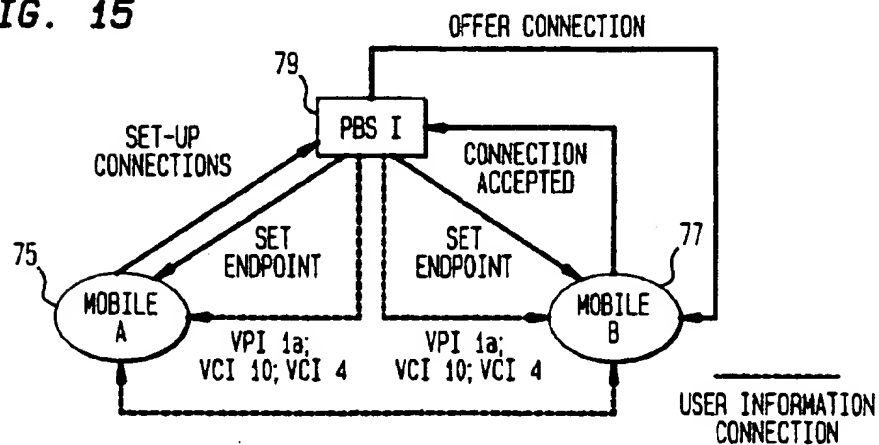 IG. 15
OFFER CONNECTION
79
PBS I
SET-UP
CONNECTIONS
CONNECTION
ACCEPTED
SET
ENDPOINT
SET
ENDPOINT
75
77
MOBILE
A
MOBILE
B
VPI 1a;
VCI 10; VCI 4
VPI 1a;
VCI 10; VCI 4
USER INFORMATION
CONNECTION